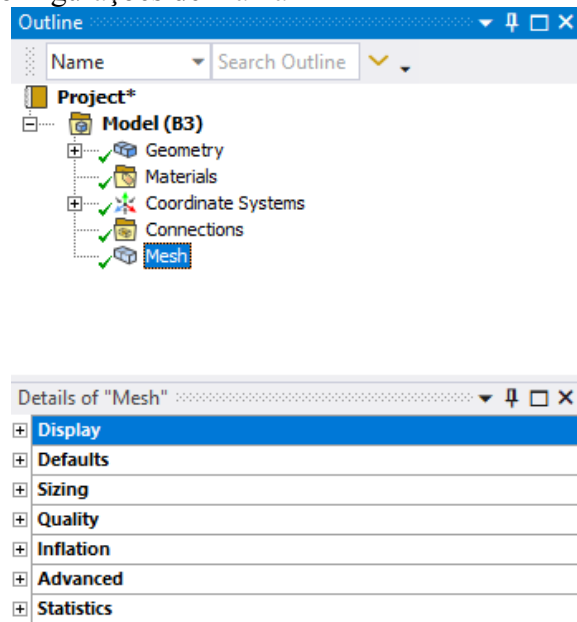 Outline
Name Search Outline
Project*
Model (B3)
Geometry
Materials
Coordinate Systems
Connections
Mesh
Details of "Mesh"
Display
Defaults
Sizing
Quality
Inflation
Advanced
Statistics